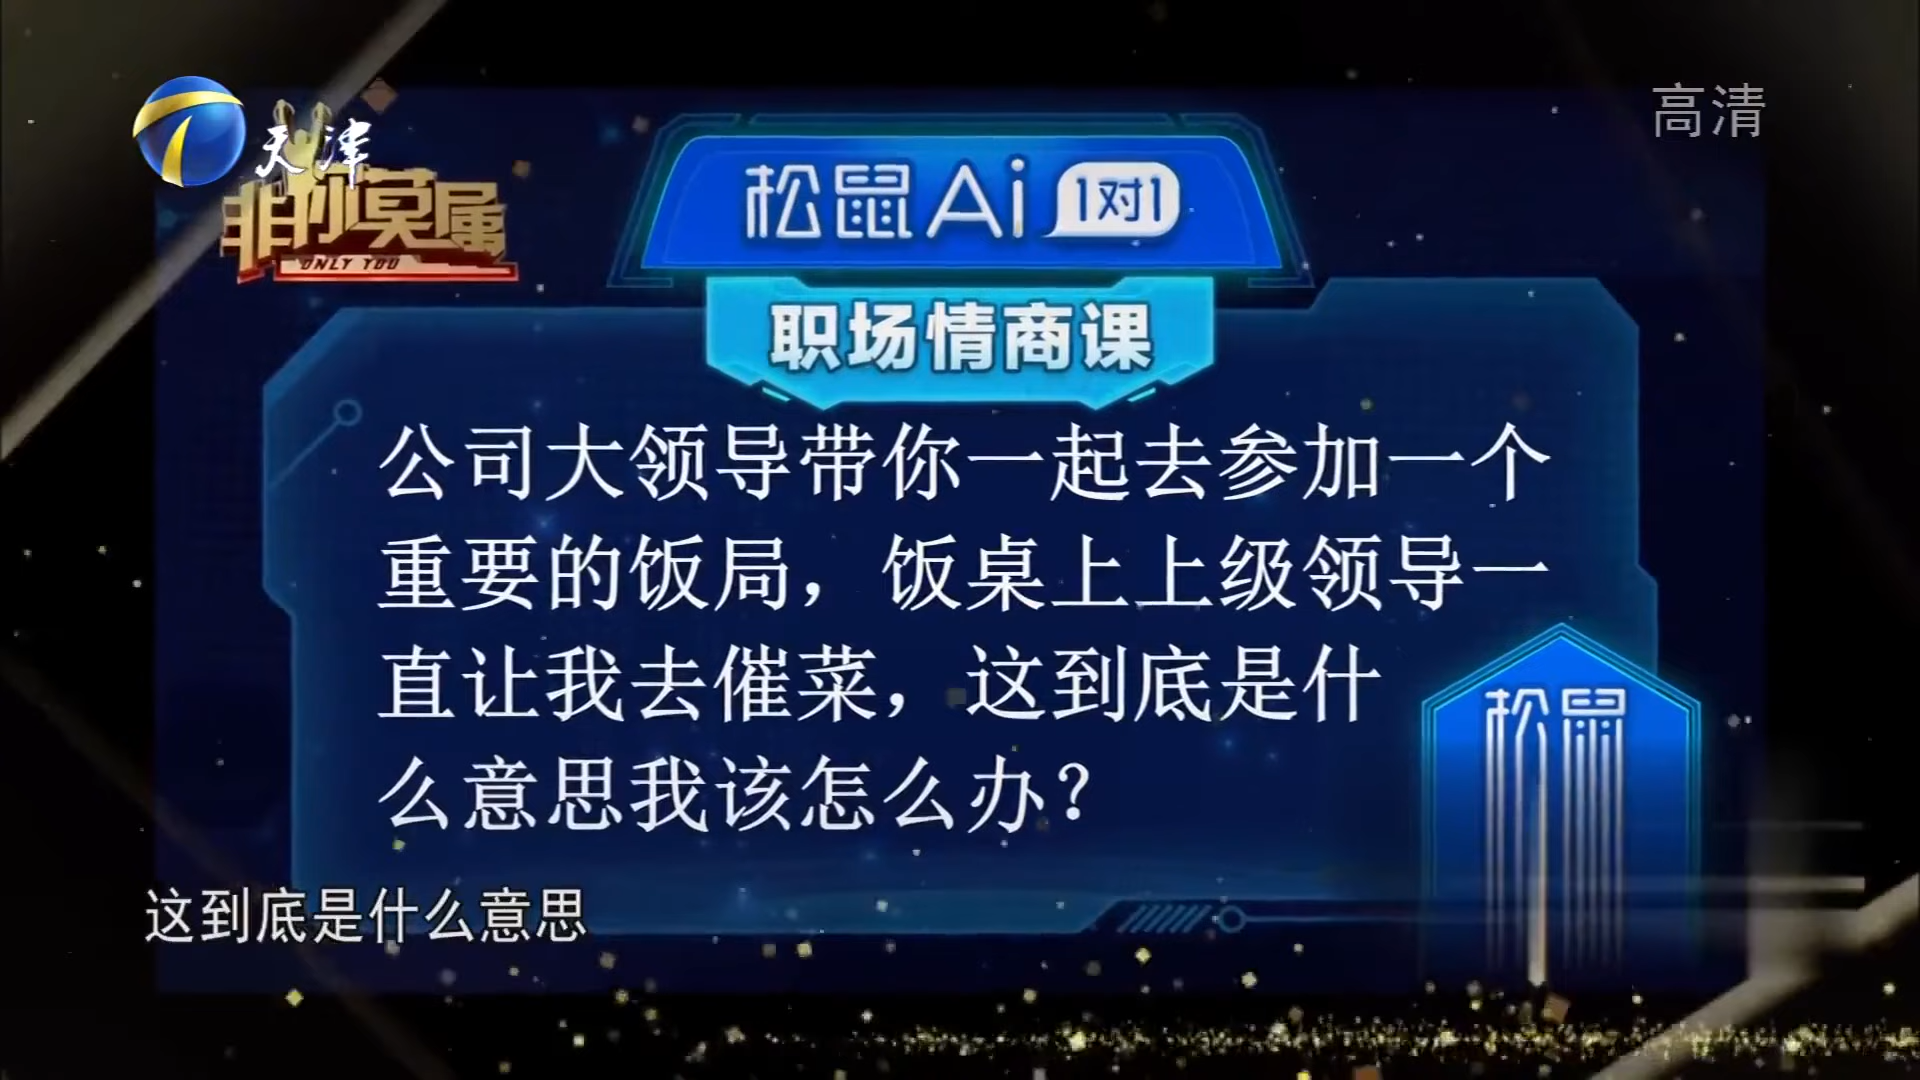 天津
高清
非你莫属
ONLY YOU
松鼠Ai 1对1
职场情商课
公司大领导带你一起去参加一个
重要的饭局，饭桌上上级领导一
直让我去催菜，这到底是什
么意思我该怎么办？
松鼠
这到底是什么意思